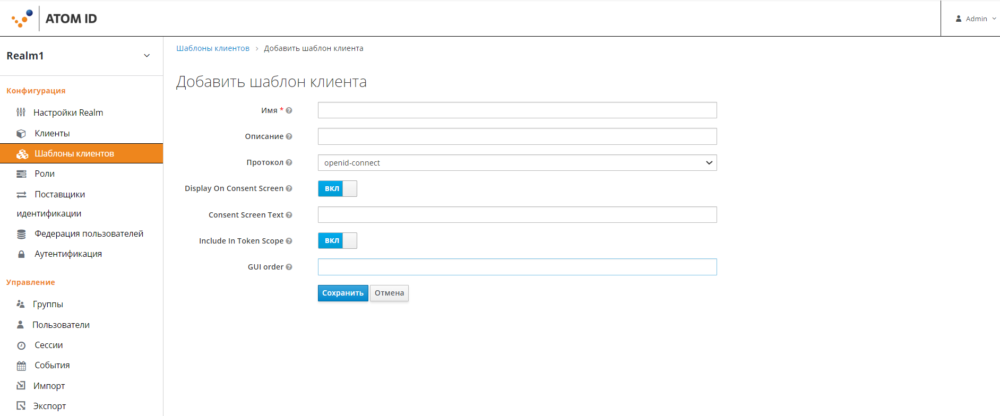 ATOM ID
Admin
Realm1
Конфигурация
Настройки Realm
Клиенты
Шаблоны клиентов
Роли
Поставщики
идентификации
Федерация пользователей
Аутентификация
Управление
Группы
Пользователи
Сессии
События
Импорт
Экспорт
Шаблоны клиентов > Добавить шаблон клиента
Добавить шаблон клиента
Имя *
Описание
Протокол openid-connect
Display On Consent Screen ВКЛ
Consent Screen Text
Include In Token Scope ВКЛ
GUI order
Сохранить Отмена